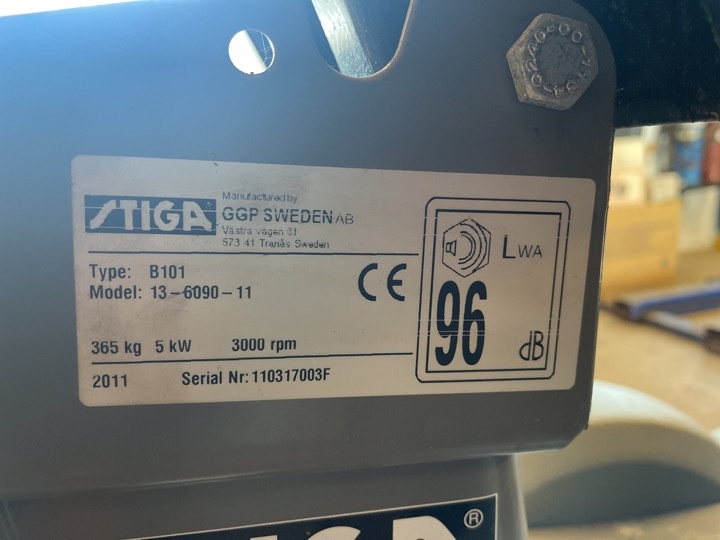 STIGA
Manufactured by
GGP SWEDEN AB
Västra vägen 31
573 41 Tranås Sweden
Type: B101
Model: 13-6090-11
CE
365 kg 5 kW 3000 rpm
2011 Serial Nr: 110317003F
LWA
96
dB
®